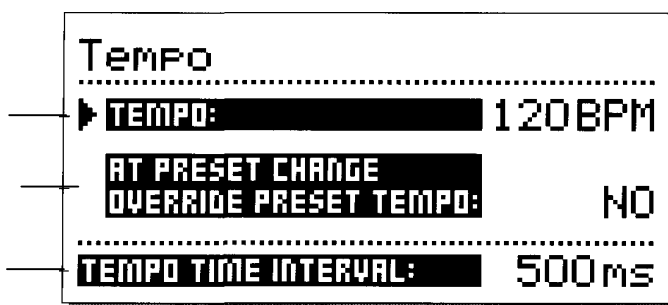 Tempo
TEMPO: 120BPM
AT PRESET CHANGE
OVERRIDE PRESET TEMPO: NO
TEMPO TIME INTERVAL: 500ms